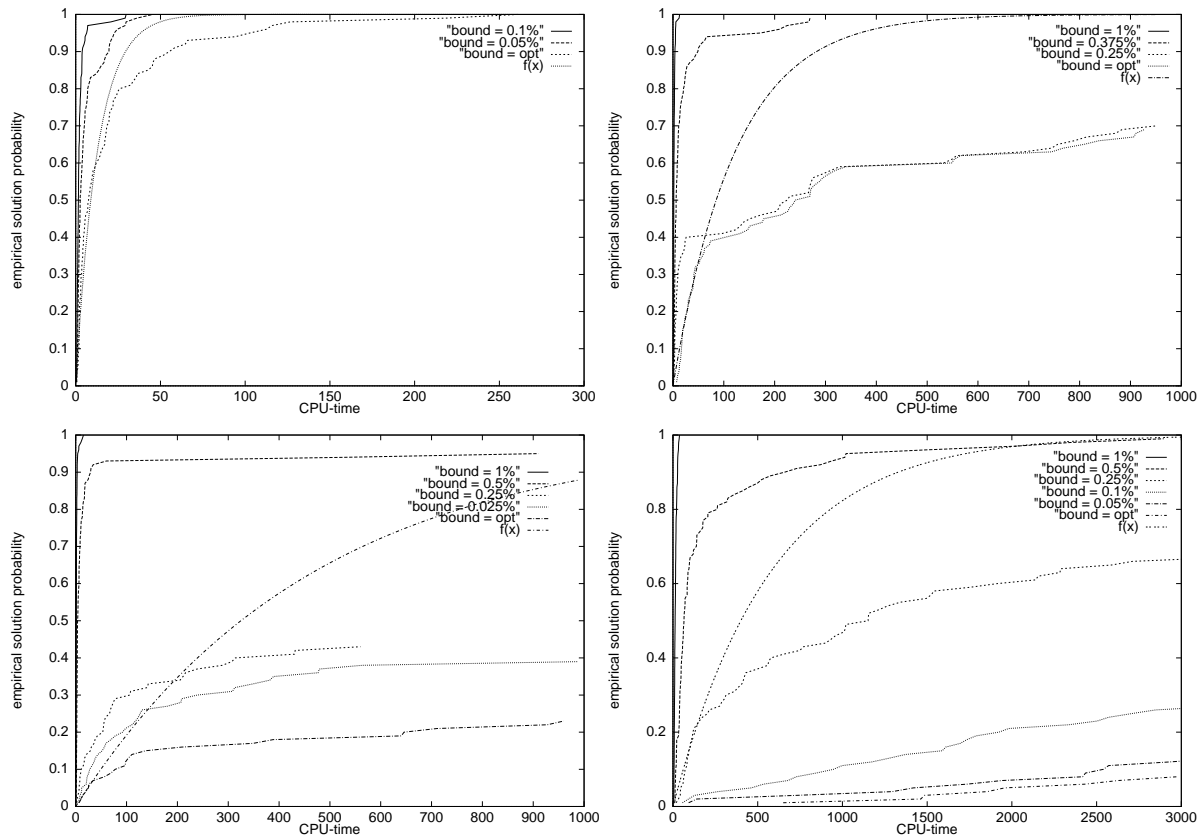 1
0.9
0.8
0.7
0.6
0.5
0.4
0.3
0.2
0.1
0
empirical solution probability
0 50 100 150 200 250 300
CPU-time
"bound = 0.1%"
"bound = 0.05%"
"bound = opt"
f(x)
1
0.9
0.8
0.7
0.6
0.5
0.4
0.3
0.2
0.1
0
empirical solution probability
0 100 200 300 400 500 600 700 800 900 1000
CPU-time
"bound = 1%"
"bound = 0.375%"
"bound = 0.25%"
"bound = opt"
f(x)
1
0.9
0.8
0.7
0.6
0.5
0.4
0.3
0.2
0.1
0
empirical solution probability
0 100 200 300 400 500 600 700 800 900 1000
CPU-time
"bound = 1%"
"bound = 0.5%"
"bound = 0.25%"
"bound = 0.025%"
"bound = opt"
f(x)
1
0.8
0.6
0.4
0.2
0
empirical solution probability
0 500 1000 1500 2000 2500 3000
CPU-time
"bound = 1%"
"bound = 0.5%"
"bound = 0.25%"
"bound = 0.1%"
"bound = 0.05%"
"bound = opt"
f(x)